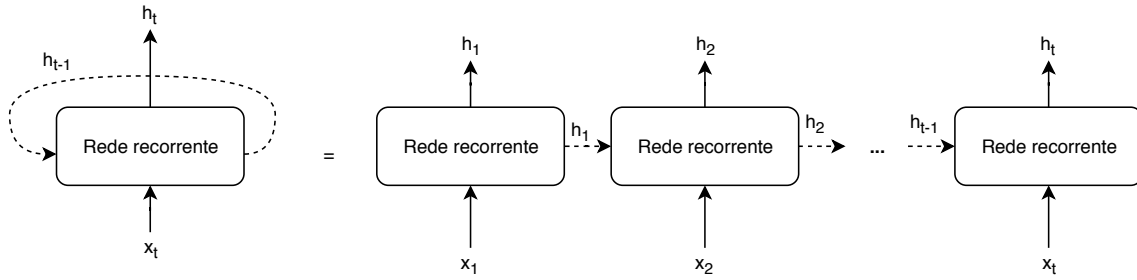 h_t
h_{t-1}
Rede recorrente
x_t
=
h_1
Rede recorrente
x_1
h_1
h_2
Rede recorrente
x_2
h_2
...
h_{t-1}
h_t
Rede recorrente
x_t